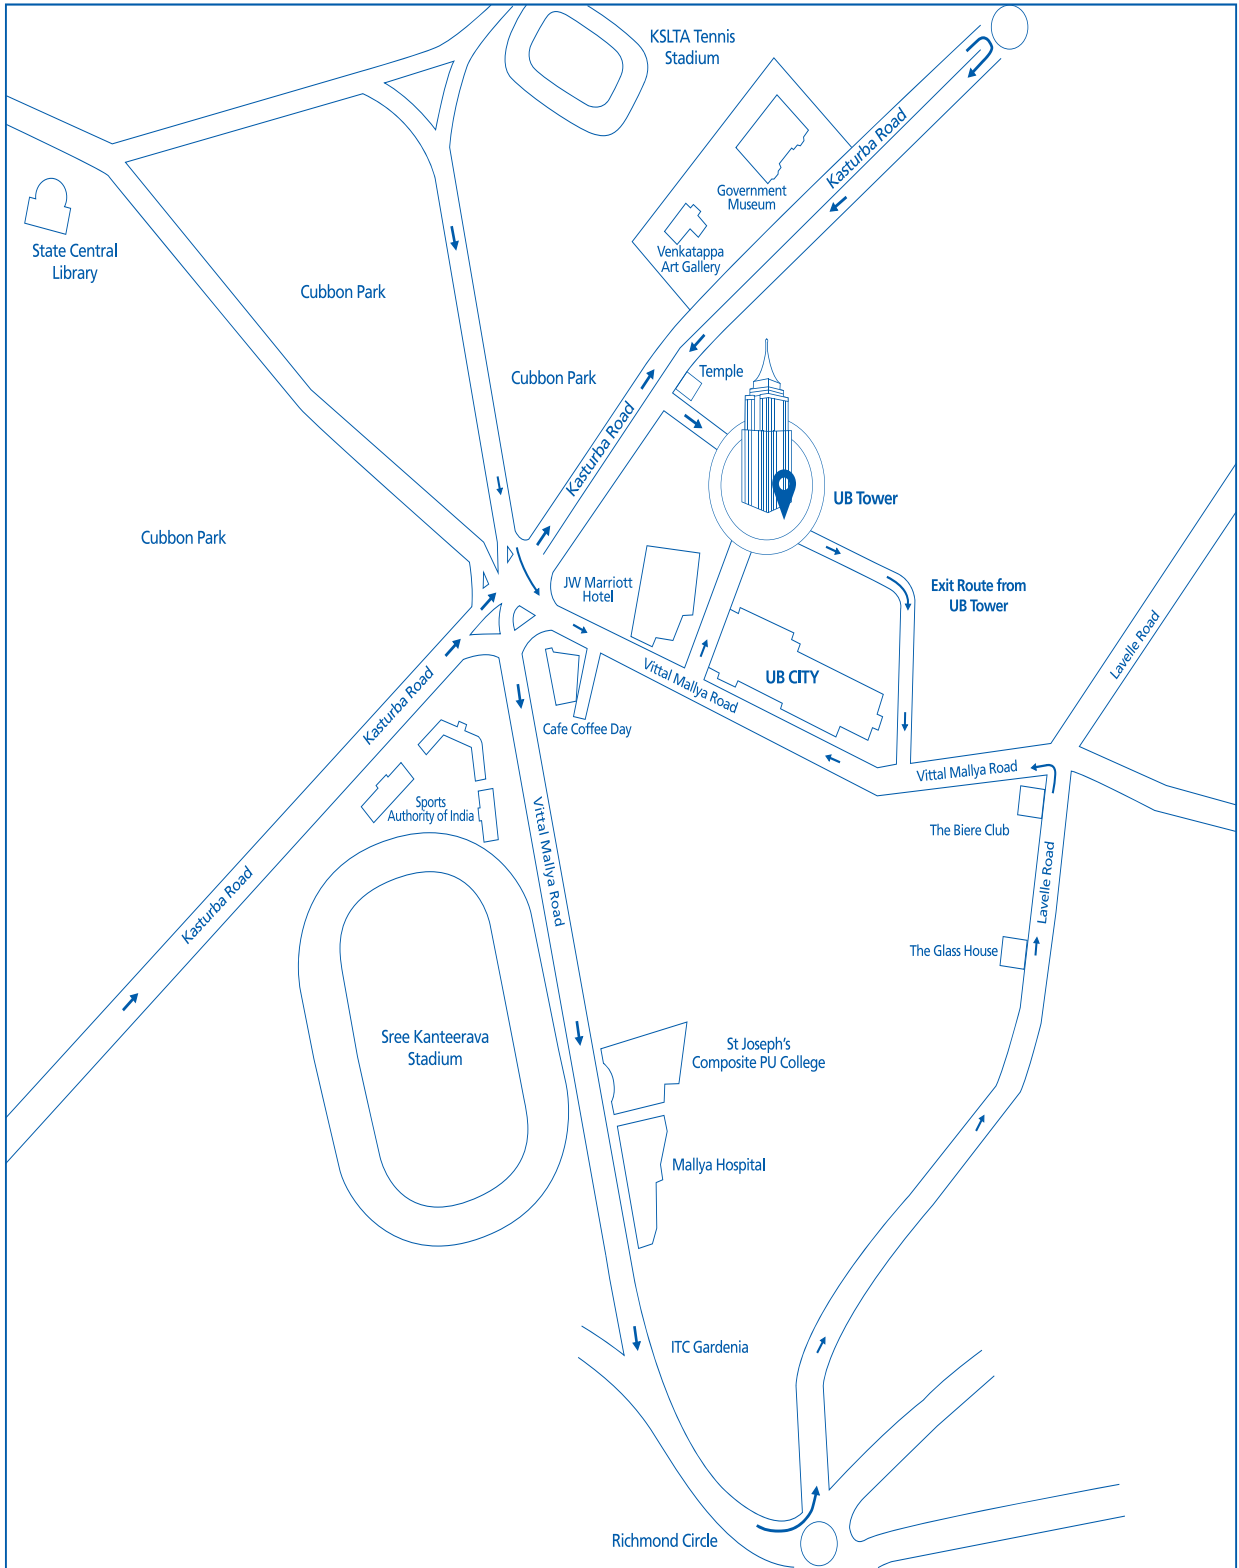 KSLTA Tennis
Stadium
Kasturba Road
Government
Museum
State Central
Library
Venkatappa
Art Gallery
Cubbon Park
Cubbon Park
Temple
Kasturba Road
UB Tower
Cubbon Park
JW Marriott
Hotel
Exit Route from
UB Tower
Lavelle Road
UB CITY
Vittal Mallya Road
Kasturba Road
Cafe Coffee Day
Vittal Mallya Road
Sports
Authority of India
The Biere Club
Vittal Mallya Road
Lavelle Road
Kasturba Road
The Glass House
Sree Kanteerava
Stadium
St Joseph's
Composite PU College
Mallya Hospital
ITC Gardenia
Richmond Circle